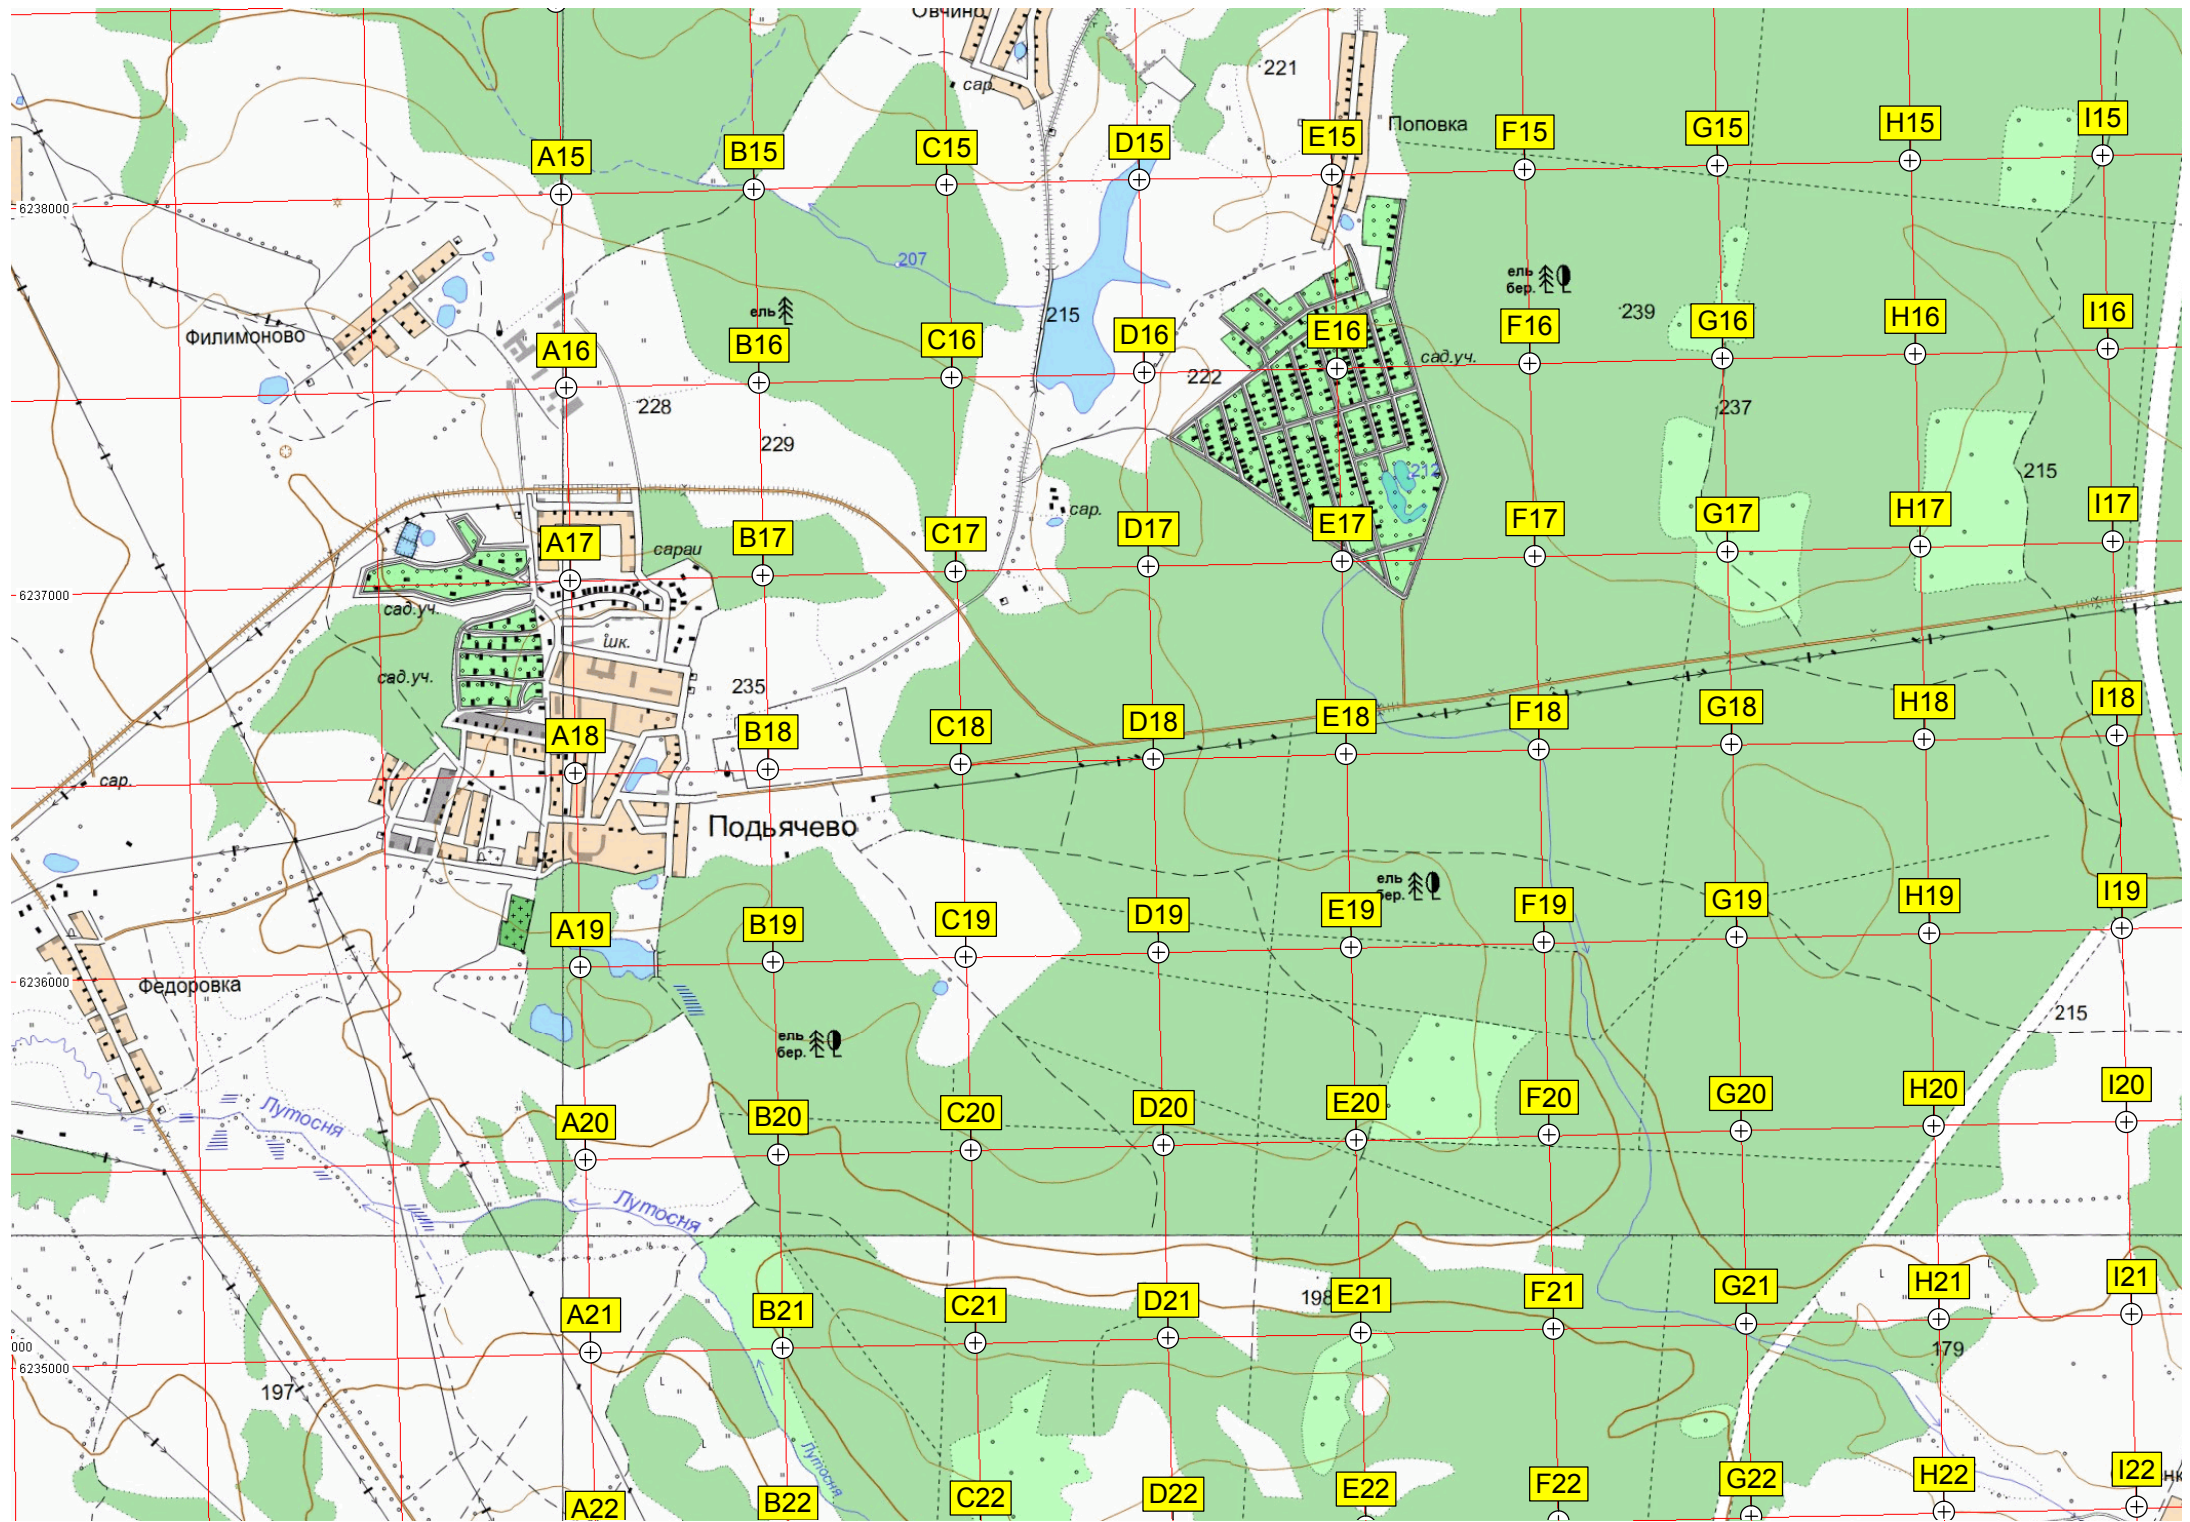 Овчино
221
сар.
Поповка
A15
B15
C15
D15
E15
F15
G15
H15
I15
6238000
207
ель
бер.
239
Филимоново
ель
215
A16
B16
C16
D16
E16
F16
G16
H16
I16
222
сад.уч.
228
237
229
212
215
сар.
A17
B17
C17
D17
E17
F17
G17
H17
I17
сараи
6237000
сад.уч.
шк.
сад.уч.
235
A18
B18
C18
D18
E18
F18
G18
H18
I18
сар.
Подьячево
ель
бер.
A19
B19
C19
D19
E19
F19
G19
H19
I19
6236000
Федоровка
215
ель
бер.
Лутосня
A20
B20
C20
D20
E20
F20
G20
H20
I20
Лутосня
198
A21
B21
C21
D21
E21
F21
G21
H21
I21
000
6235000
179
197
Лутосня
A22
B22
C22
D22
E22
F22
G22
H22
I22